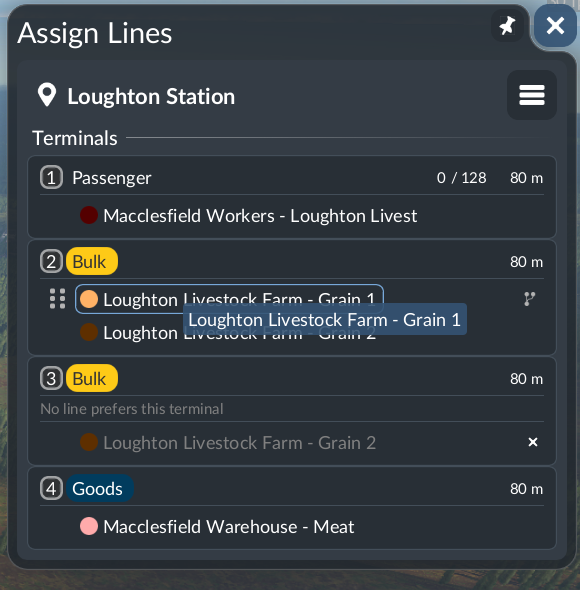 Assign Lines
Loughton Station
Terminals
1 Passenger 0 / 128 80 m
Macclesfield Workers - Loughton Livest
2 Bulk 80 m
Loughton Livestock Farm - Grain 1
Loughton Livestock Farm - Grain 1
Loughton Livestock Farm - Grain 2
3 Bulk 80 m
No line prefers this terminal
Loughton Livestock Farm - Grain 2
4 Goods 80 m
Macclesfield Warehouse - Meat